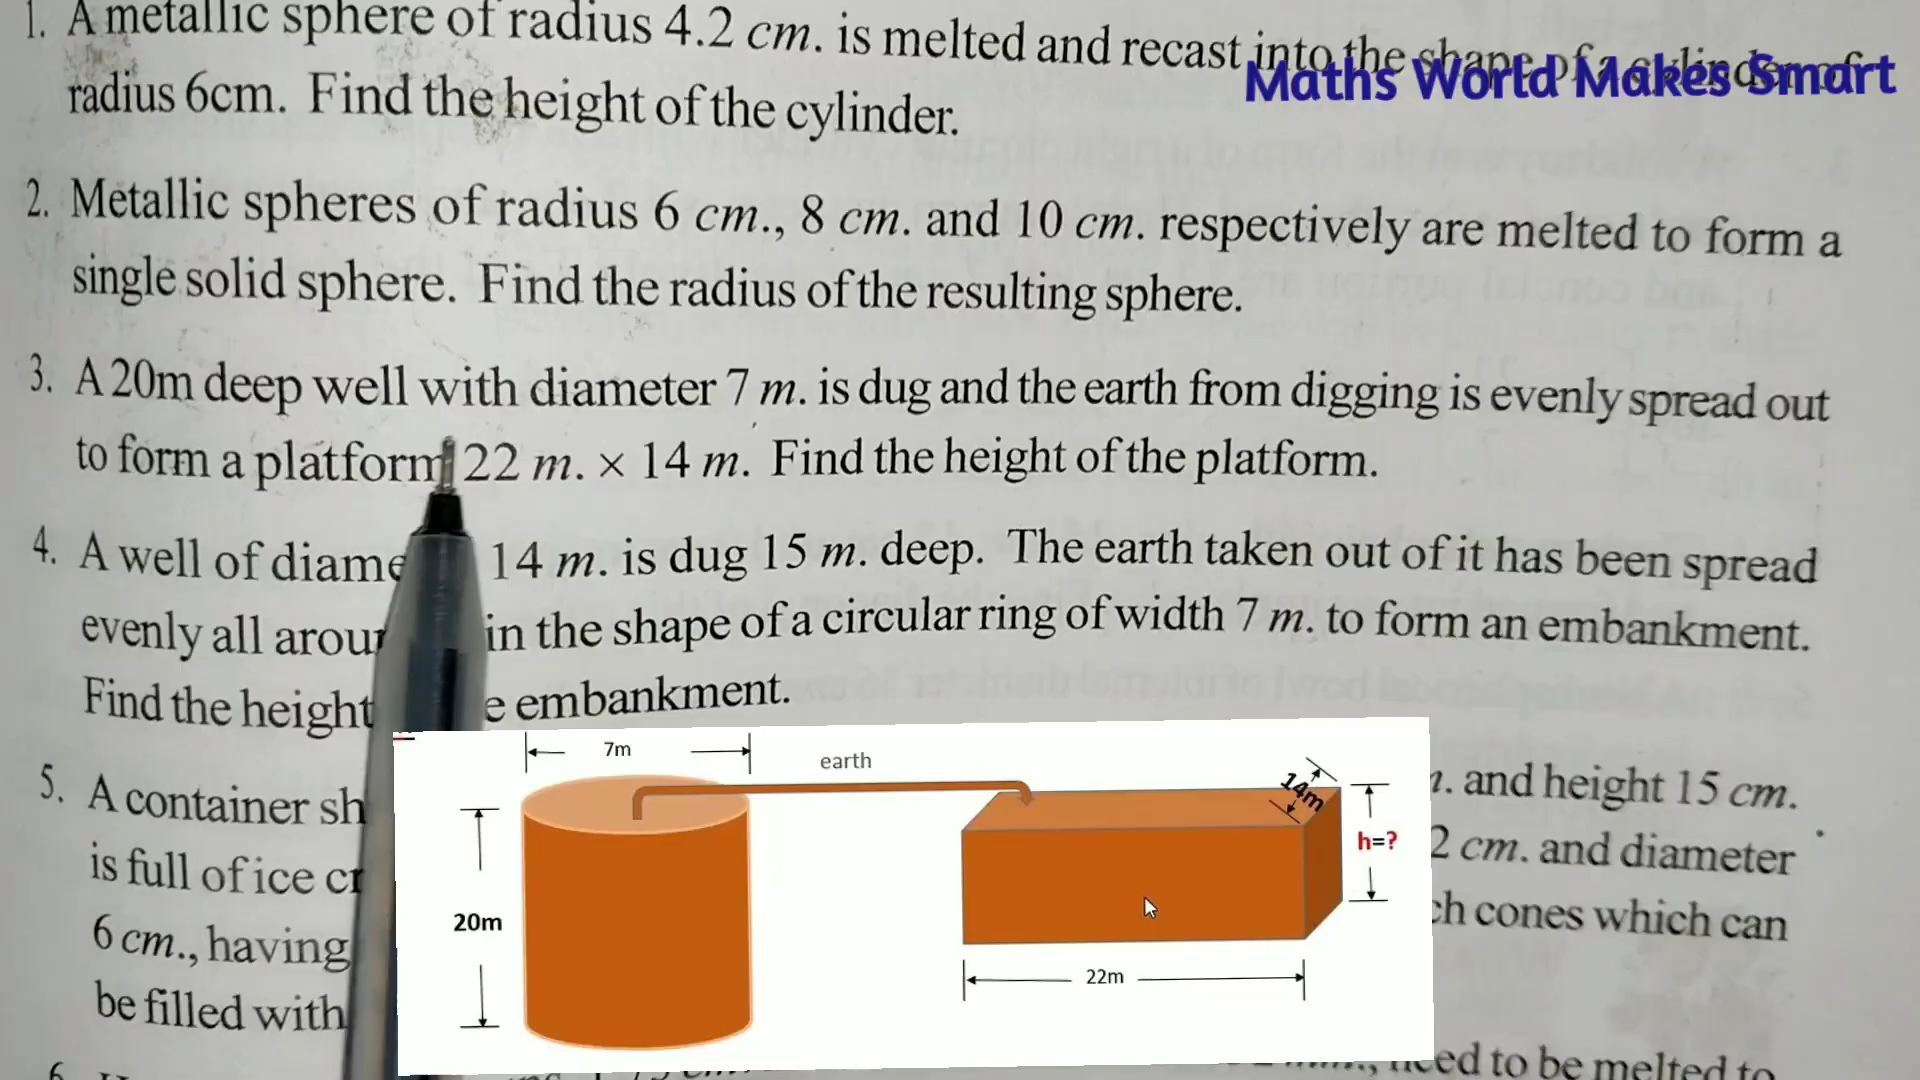 1. A metallic sphere of radius 4.2 cm. is melted and recast into the shape of a cylinder of
Maths World Makes Smart
radius 6cm. Find the height of the cylinder.
2. Metallic spheres of radius 6 cm., 8 cm. and 10 cm. respectively are melted to form a
single solid sphere. Find the radius of the resulting sphere.
3. A 20m deep well with diameter 7 m. is dug and the earth from digging is evenly spread out
to form a platform 22 m. × 14 m. Find the height of the platform.
4. A well of diame 14 m. is dug 15 m. deep. The earth taken out of it has been spread
evenly all arou in the shape of a circular ring of width 7 m. to form an embankment.
Find the height e embankment.
7m
earth
14m
h=?
20m
22m
5. A container sh . and height 15 cm.
is full of ice cr 2 cm. and diameter
6 cm., having ch cones which can
be filled with
6. need to be melted to